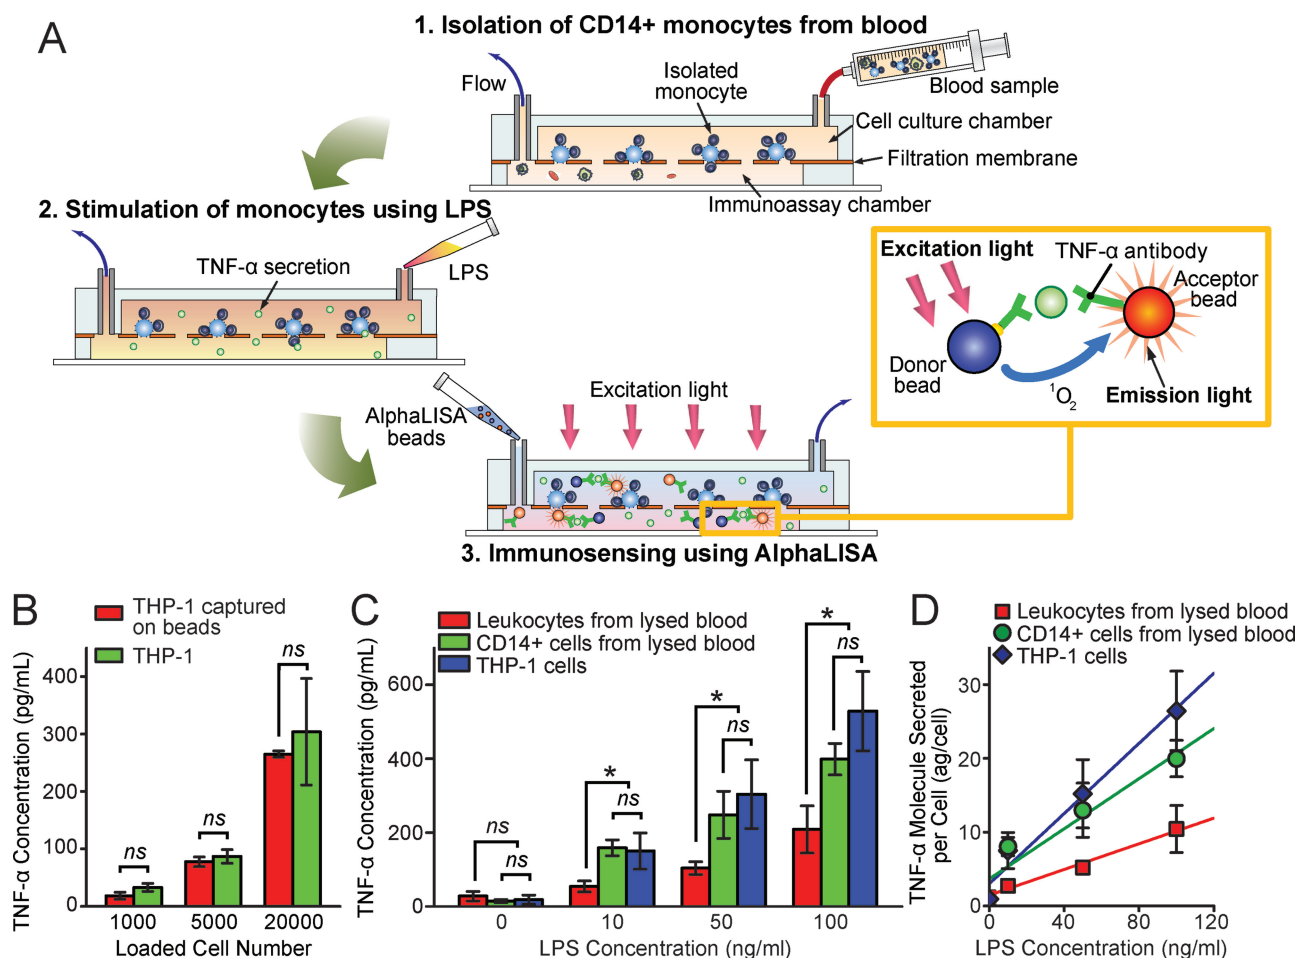 A
1. Isolation of CD14+ monocytes from blood
Flow
Isolated
monocyte
Blood sample
Cell culture chamber
Filtration membrane
Immunoassay chamber
2. Stimulation of monocytes using LPS
TNF-α secretion
LPS
Excitation light
TNF-α antibody
Acceptor
bead
Donor
bead
¹O₂
Emission light
AlphaLISA
beads
Excitation light
3. Immunosensing using AlphaLISA
B
THP-1 captured
on beads
THP-1
TNF-α Concentration (pg/mL)
400
300
200
100
0
ns
ns
ns
1000 5000 20000
Loaded Cell Number
C
Leukocytes from lysed blood
CD14+ cells from lysed blood
THP-1 cells
TNF-α Concentration (pg/mL)
600
400
200
0
ns
ns
*
ns
*
ns
*
ns
0 10 50 100
LPS Concentration (ng/ml)
D
Leukocytes from lysed blood
CD14+ cells from lysed blood
THP-1 cells
TNF-α Molecule Secreted
per Cell (ag/cell)
30
20
10
0
0 40 80 120
LPS Concentration (ng/ml)